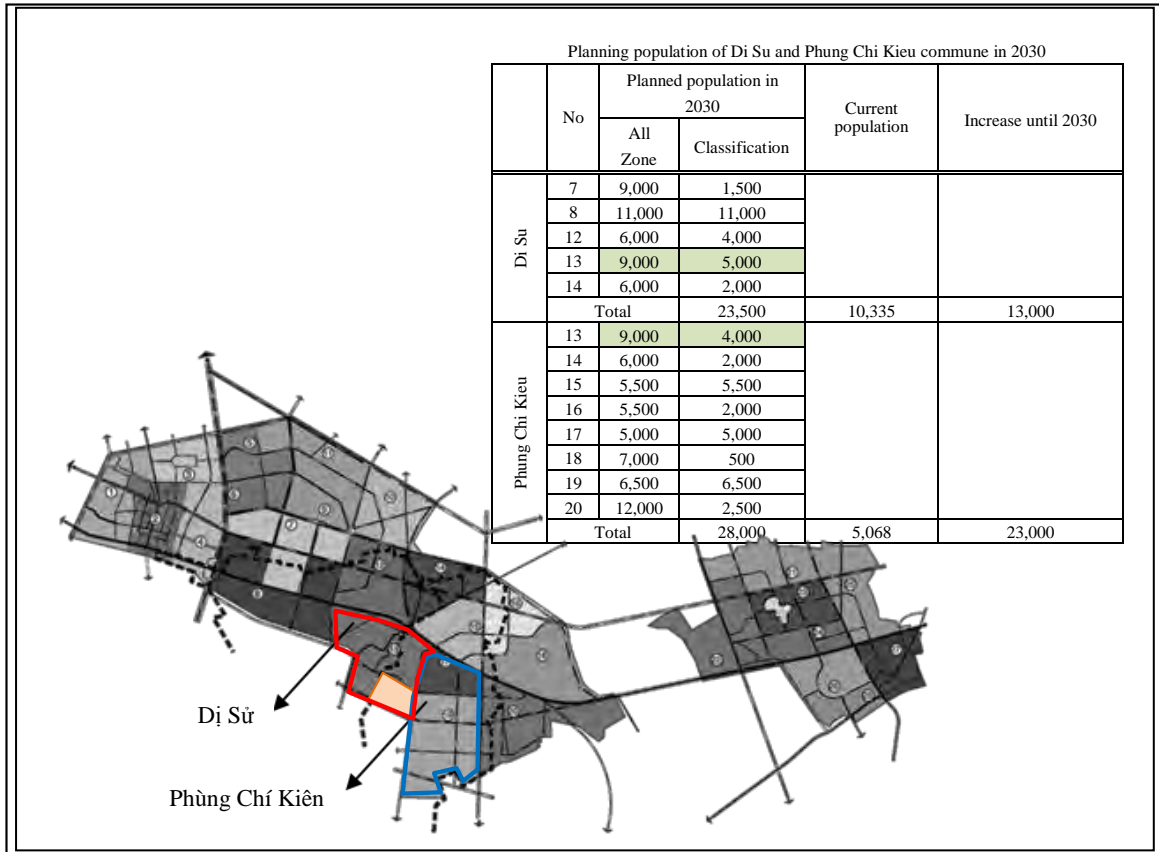 Planning population of Di Su and Phung Chi Kieu commune in 2030
No
Planned population in
2030
Current
population
Increase until 2030
All
Zone
Classification
Di Su
7 9,000 1,500
8 11,000 11,000
12 6,000 4,000
13 9,000 5,000
14 6,000 2,000
Total 23,500 10,335 13,000
Phung Chi Kieu
13 9,000 4,000
14 6,000 2,000
15 5,500 5,500
16 5,500 2,000
17 5,000 5,000
18 7,000 500
19 6,500 6,500
20 12,000 2,500
Total 28,000 5,068 23,000
Dị Sử
Phùng Chí Kiên